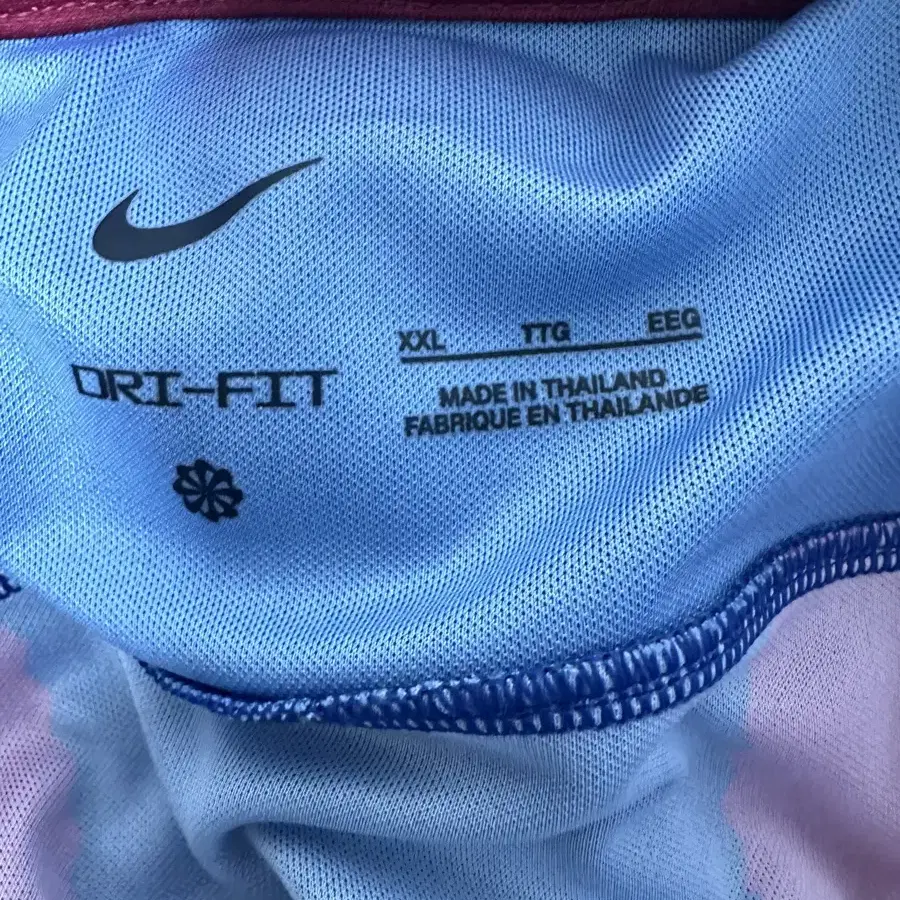 DRI-FIT
XXL TTG EEG
MADE IN THAILAND
FABRIQUE EN THAILANDE